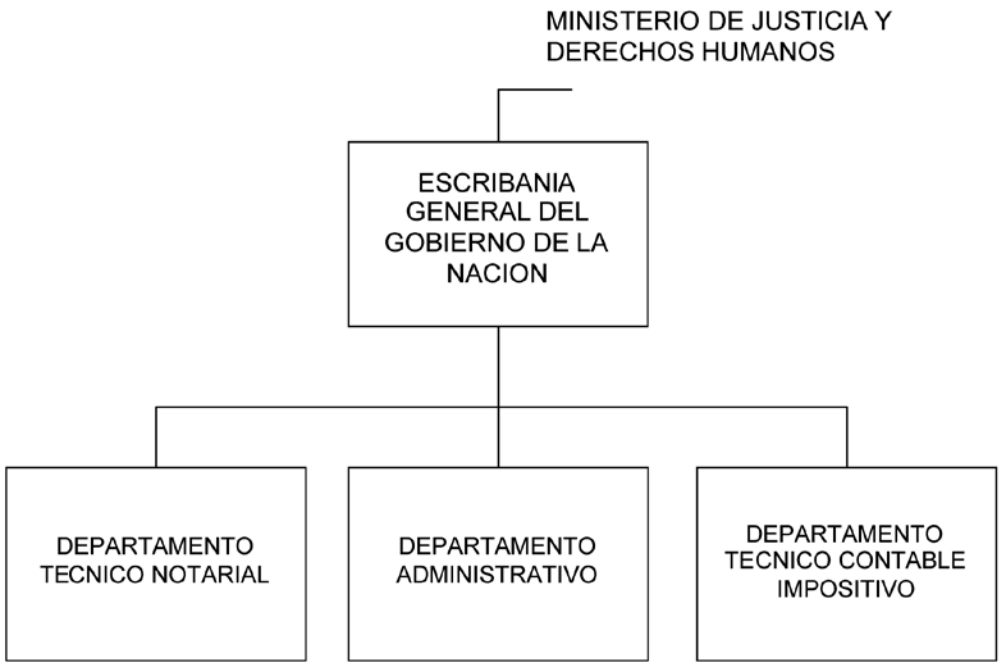 MINISTERIO DE JUSTICIA Y
DERECHOS HUMANOS
ESCRIBANIA
GENERAL DEL
GOBIERNO DE LA
NACION
DEPARTAMENTO
TECNICO NOTARIAL
DEPARTAMENTO
ADMINISTRATIVO
DEPARTAMENTO
TECNICO CONTABLE
IMPOSITIVO